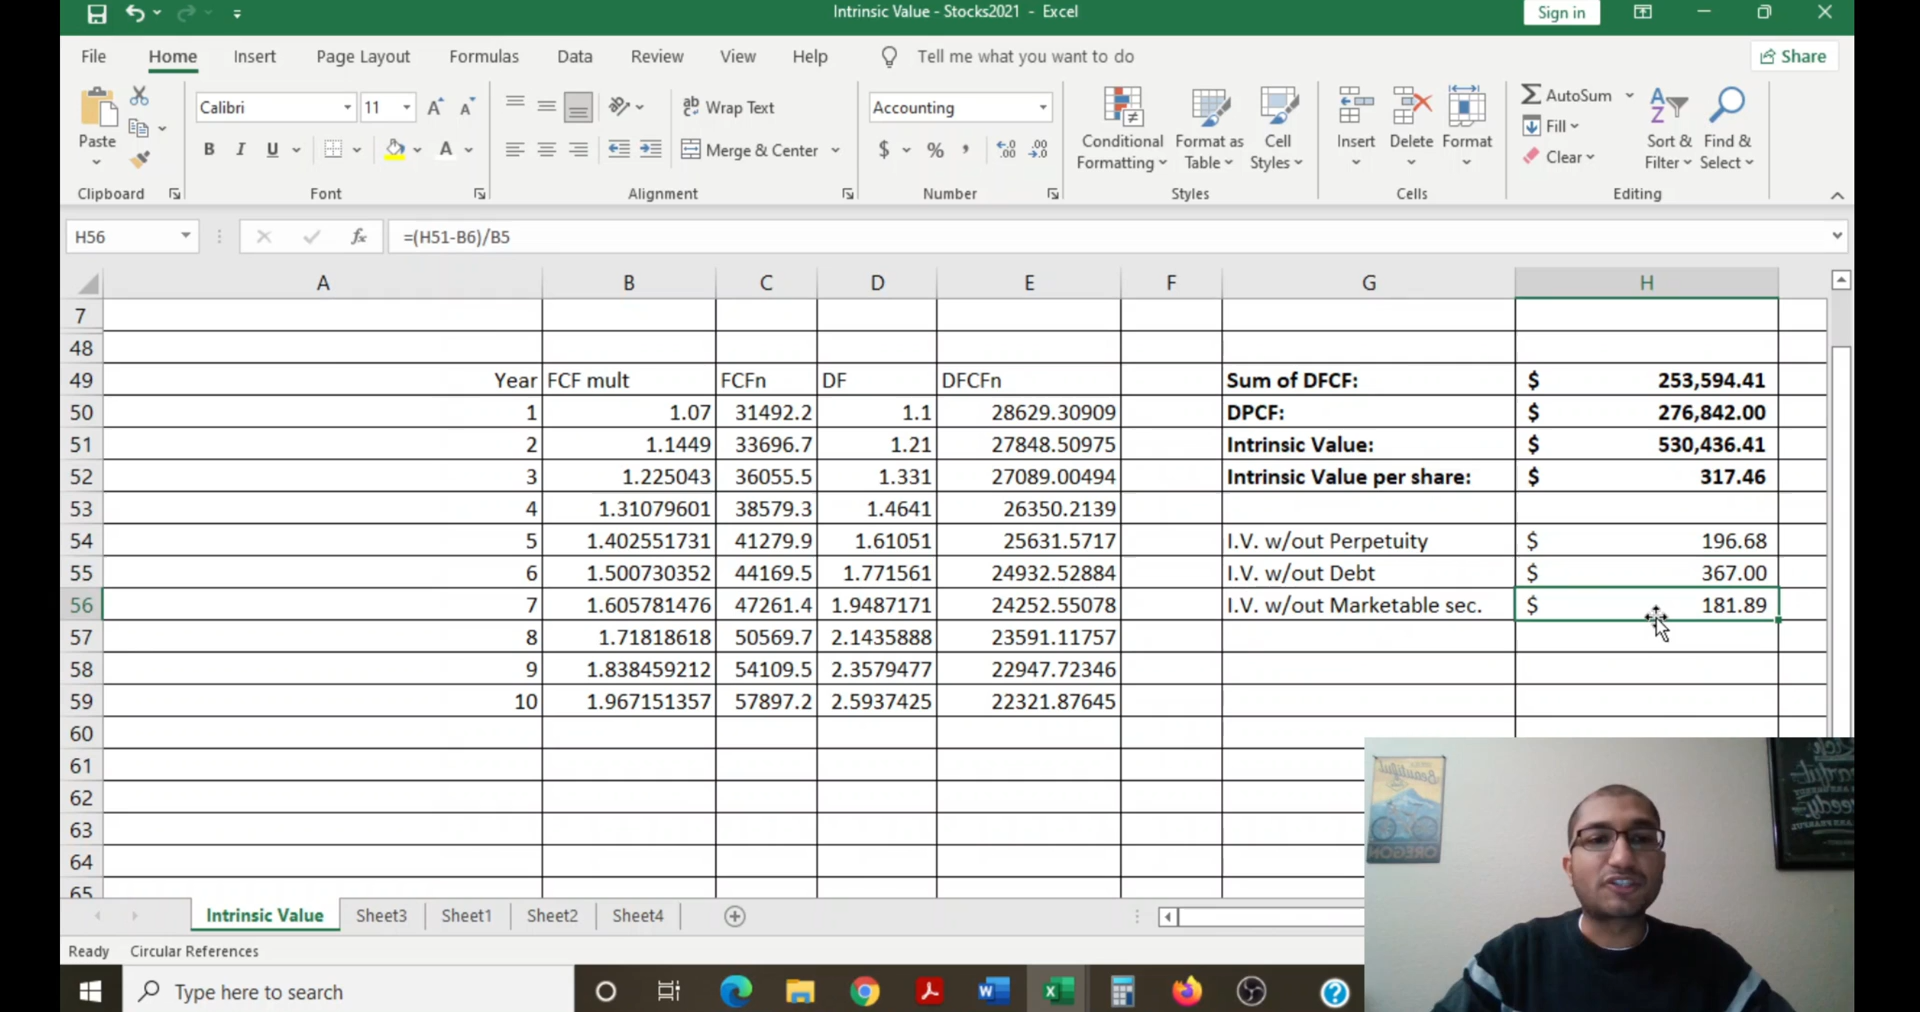 Intrinsic Value - Stocks2021 - Excel
Sign in
File Home Insert Page Layout Formulas Data Review View Help Tell me what you want to do
Share
Paste
Clipboard
Calibri 11
B I U A
Font
Wrap Text
Merge & Center
Alignment
Accounting
$ % ,
Number
Conditional Formatting
Format as Table
Cell Styles
Styles
Insert Delete Format
Cells
AutoSum
Fill
Clear
Sort & Filter
Find & Select
Editing
H56 fx =(H51-B6)/B5
A B C D E F G H
7
48
49 Year FCF mult FCFn DF DFCFn Sum of DFCF: $ 253,594.41
50 1 1.07 31492.2 1.1 28629.30909 DPCF: $ 276,842.00
51 2 1.1449 33696.7 1.21 27848.50975 Intrinsic Value: $ 530,436.41
52 3 1.225043 36055.5 1.331 27089.00494 Intrinsic Value per share: $ 317.46
53 4 1.31079601 38579.3 1.4641 26350.2139
54 5 1.402551731 41279.9 1.61051 25631.5717 I.V. w/out Perpetuity $ 196.68
55 6 1.500730352 44169.5 1.771561 24932.52884 I.V. w/out Debt $ 367.00
56 7 1.605781476 47261.4 1.9487171 24252.55078 I.V. w/out Marketable sec. $ 181.89
57 8 1.71818618 50569.7 2.1435888 23591.11757
58 9 1.838459212 54109.5 2.3579477 22947.72346
59 10 1.967151357 57897.2 2.5937425 22321.87645
60
61
62
63
64
65
Intrinsic Value Sheet3 Sheet1 Sheet2 Sheet4
Ready Circular References
Type here to search
Beautiful
OREGON